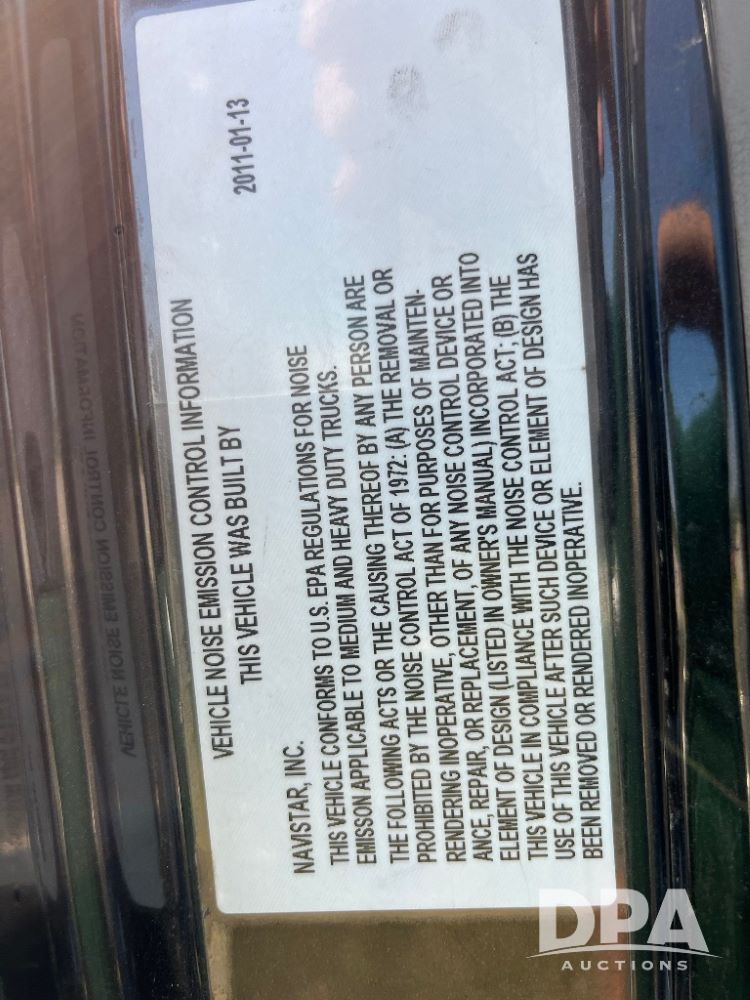 VEHICLE NOISE EMISSION CONTROL INFORMATION
THIS VEHICLE WAS BUILT BY 2011-01-13
NAVISTAR, INC.
THIS VEHICLE CONFORMS TO U.S. EPA REGULATIONS FOR NOISE
EMISSON APPLICABLE TO MEDIUM AND HEAVY DUTY TRUCKS.
THE FOLLOWING ACTS OR THE CAUSING THEREOF BY ANY PERSON ARE
PROHIBITED BY THE NOISE CONTROL ACT OF 1972: (A) THE REMOVAL OR
RENDERING INOPERATIVE, OTHER THAN FOR PURPOSES OF MAINTEN-
ANCE, REPAIR, OR REPLACEMENT, OF ANY NOISE CONTROL DEVICE OR
ELEMENT OF DESIGN (LISTED IN OWNER'S MANUAL) INCORPORATED INTO
THIS VEHICLE IN COMPLIANCE WITH THE NOISE CONTROL ACT; (B) THE
USE OF THIS VEHICLE AFTER SUCH DEVICE OR ELEMENT OF DESIGN HAS
BEEN REMOVED OR RENDERED INOPERATIVE.
VEHICLE NOISE EMISSION CONTROL INFORMATION
DPA
AUCTIONS